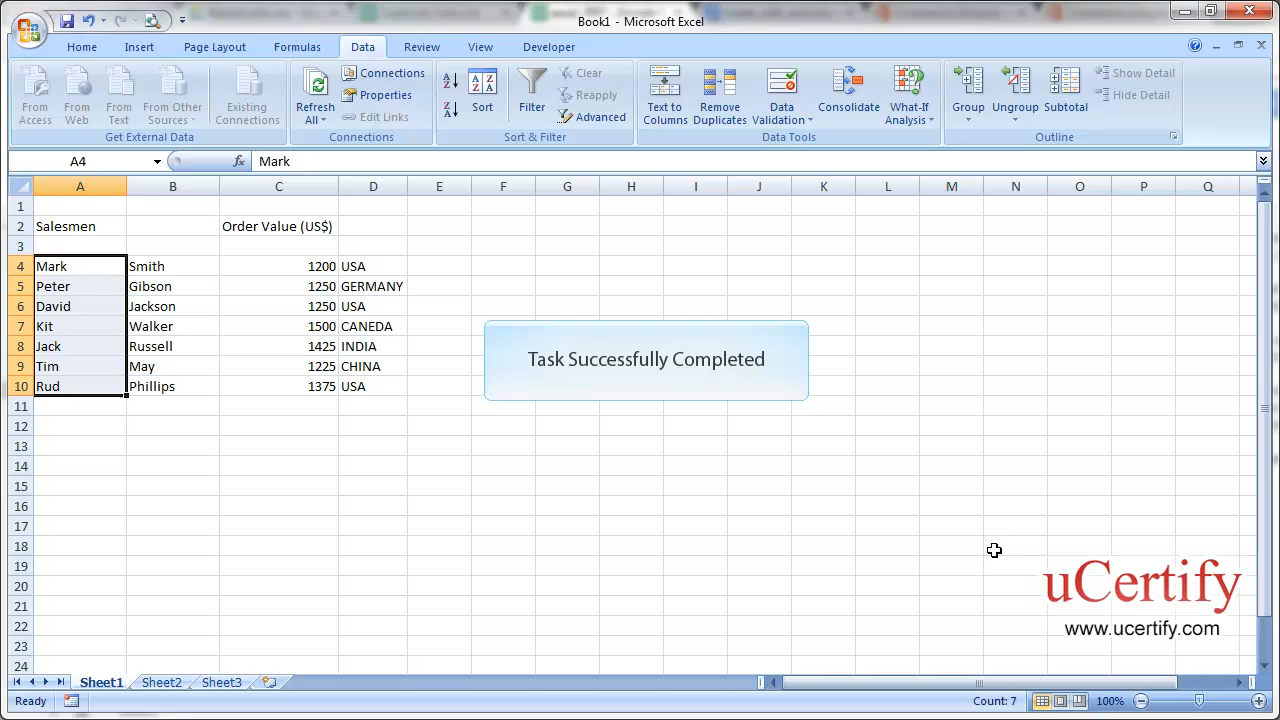 Book1 - Microsoft Excel
Home Insert Page Layout Formulas Data Review View Developer
From Access
From Web
From Text
From Other Sources
Existing Connections
Get External Data
Refresh All
Connections
Properties
Edit Links
Connections
A Z
Z A
A Z Z A
Sort
Filter
Clear
Reapply
Advanced
Sort & Filter
Text to Columns
Remove Duplicates
Data Validation
Consolidate
What-If Analysis
Data Tools
Group
Ungroup
Subtotal
Show Detail
Hide Detail
Outline
A4 fx Mark
A B C D E F G H I J K L M N O P Q
1
2 Salesmen Order Value (US$)
3
4 Mark Smith 1200 USA
5 Peter Gibson 1250 GERMANY
6 David Jackson 1250 USA
7 Kit Walker 1500 CANEDA
8 Jack Russell 1425 INDIA
9 Tim May 1225 CHINA
10 Rud Phillips 1375 USA
Task Successfully Completed
11
12
13
14
15
16
17
18
19
20
21
22
23
24
uCertify
www.ucertify.com
Sheet1 Sheet2 Sheet3
Ready Count: 7 100%